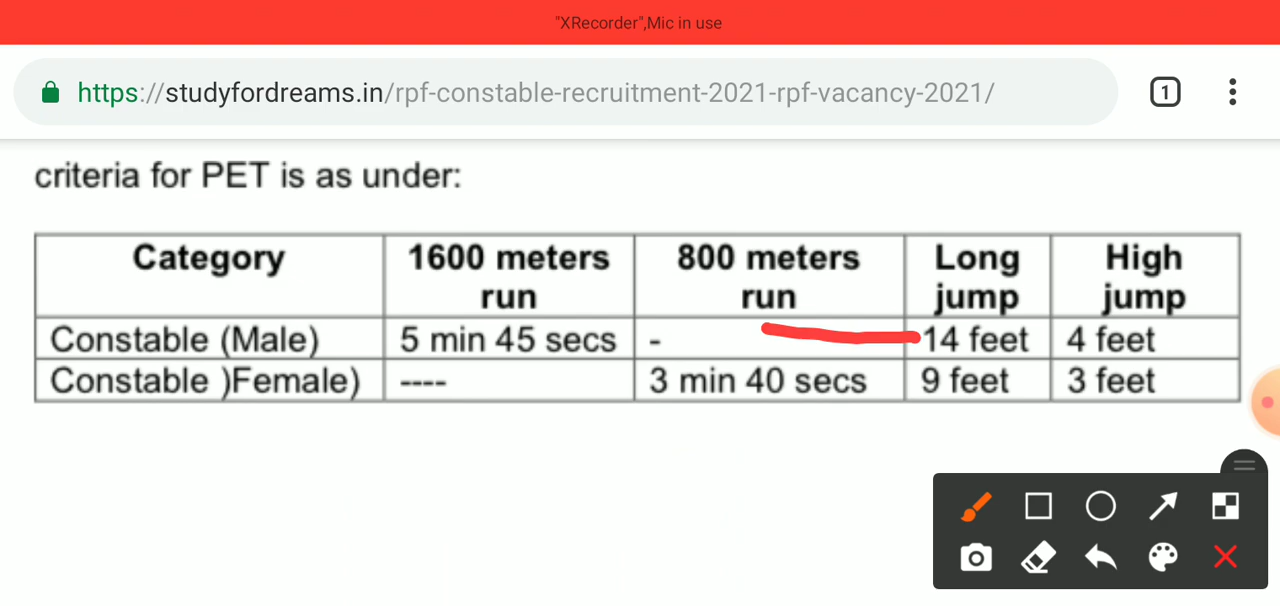 "XRecorder",Mic in use
https://studyfordreams.in/rpf-constable-recruitment-2021-rpf-vacancy-2021/
1
criteria for PET is as under:
Category 1600 meters run 800 meters run Long jump High jump
Constable (Male) 5 min 45 secs - 14 feet 4 feet
Constable )Female) ---- 3 min 40 secs 9 feet 3 feet